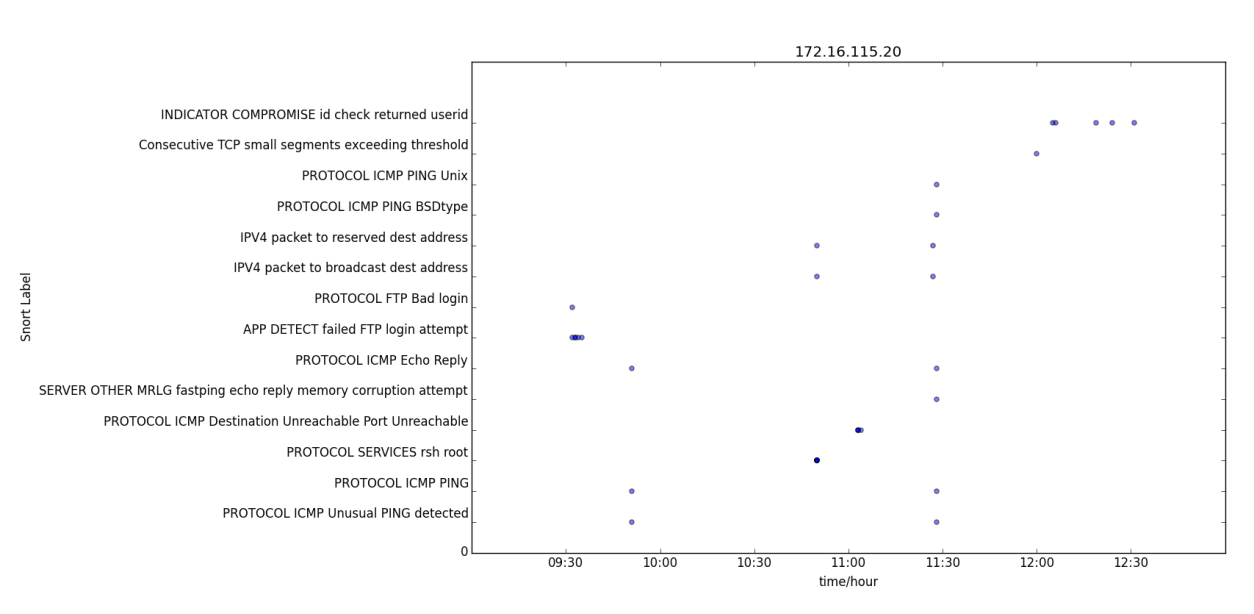 172.16.115.20
INDICATOR COMPROMISE id check returned userid
Consecutive TCP small segments exceeding threshold
PROTOCOL ICMP PING Unix
PROTOCOL ICMP PING BSDtype
IPV4 packet to reserved dest address
IPV4 packet to broadcast dest address
PROTOCOL FTP Bad login
APP DETECT failed FTP login attempt
PROTOCOL ICMP Echo Reply
SERVER OTHER MRLG fastping echo reply memory corruption attempt
PROTOCOL ICMP Destination Unreachable Port Unreachable
PROTOCOL SERVICES rsh root
PROTOCOL ICMP PING
PROTOCOL ICMP Unusual PING detected
0
Snort Label
09:30 10:00 10:30 11:00 11:30 12:00 12:30
time/hour